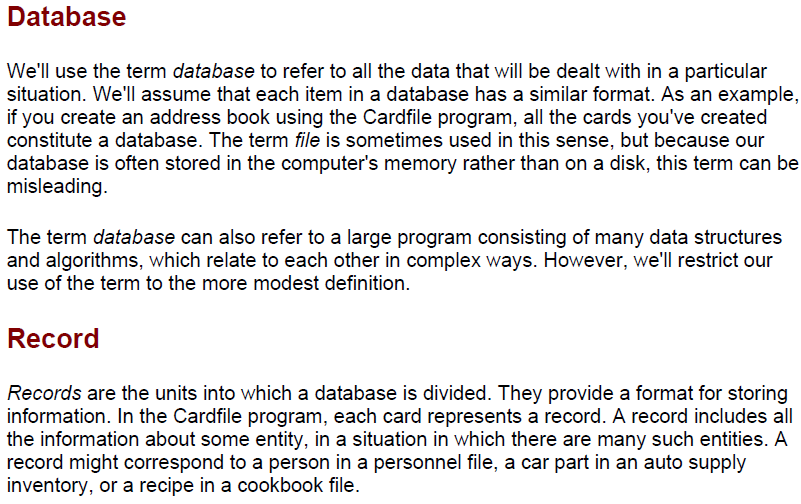 Database
We'll use the term database to refer to all the data that will be dealt with in a particular
situation. We'll assume that each item in a database has a similar format. As an example,
if you create an address book using the Cardfile program, all the cards you've created
constitute a database. The term file is sometimes used in this sense, but because our
database is often stored in the computer's memory rather than on a disk, this term can be
misleading.
The term database can also refer to a large program consisting of many data structures
and algorithms, which relate to each other in complex ways. However, we'll restrict our
use of the term to the more modest definition.
Record
Records are the units into which a database is divided. They provide a format for storing
information. In the Cardfile program, each card represents a record. A record includes all
the information about some entity, in a situation in which there are many such entities. A
record might correspond to a person in a personnel file, a car part in an auto supply
inventory, or a recipe in a cookbook file.